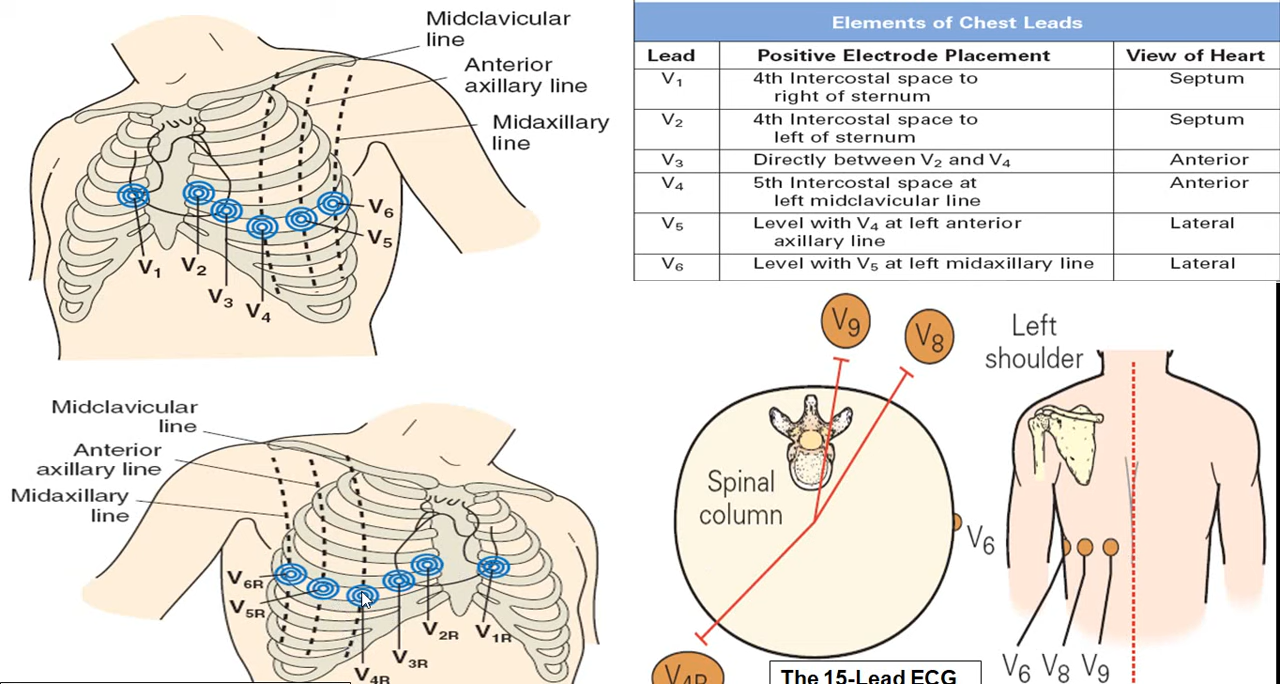 Midclavicular
line
Anterior
axillary line
Midaxillary
line
V6
V5
V1
V2
V3
V4
Elements of Chest Leads
Lead Positive Electrode Placement View of Heart
V1 4th Intercostal space to Septum
right of sternum
V2 4th Intercostal space to Septum
left of sternum
V3 Directly between V2 and V4 Anterior
V4 5th Intercostal space at Anterior
left midclavicular line
V5 Level with V4 at left anterior Lateral
axillary line
V6 Level with V5 at left midaxillary line Lateral
Midclavicular
line
Anterior
axillary line
Midaxillary
line
V6R
V5R
V4R
V3R
V2R
V1R
V9
V8
Spinal
column
V6
V4R
The 15-Lead ECG
Left
shoulder
V6 V8 V9